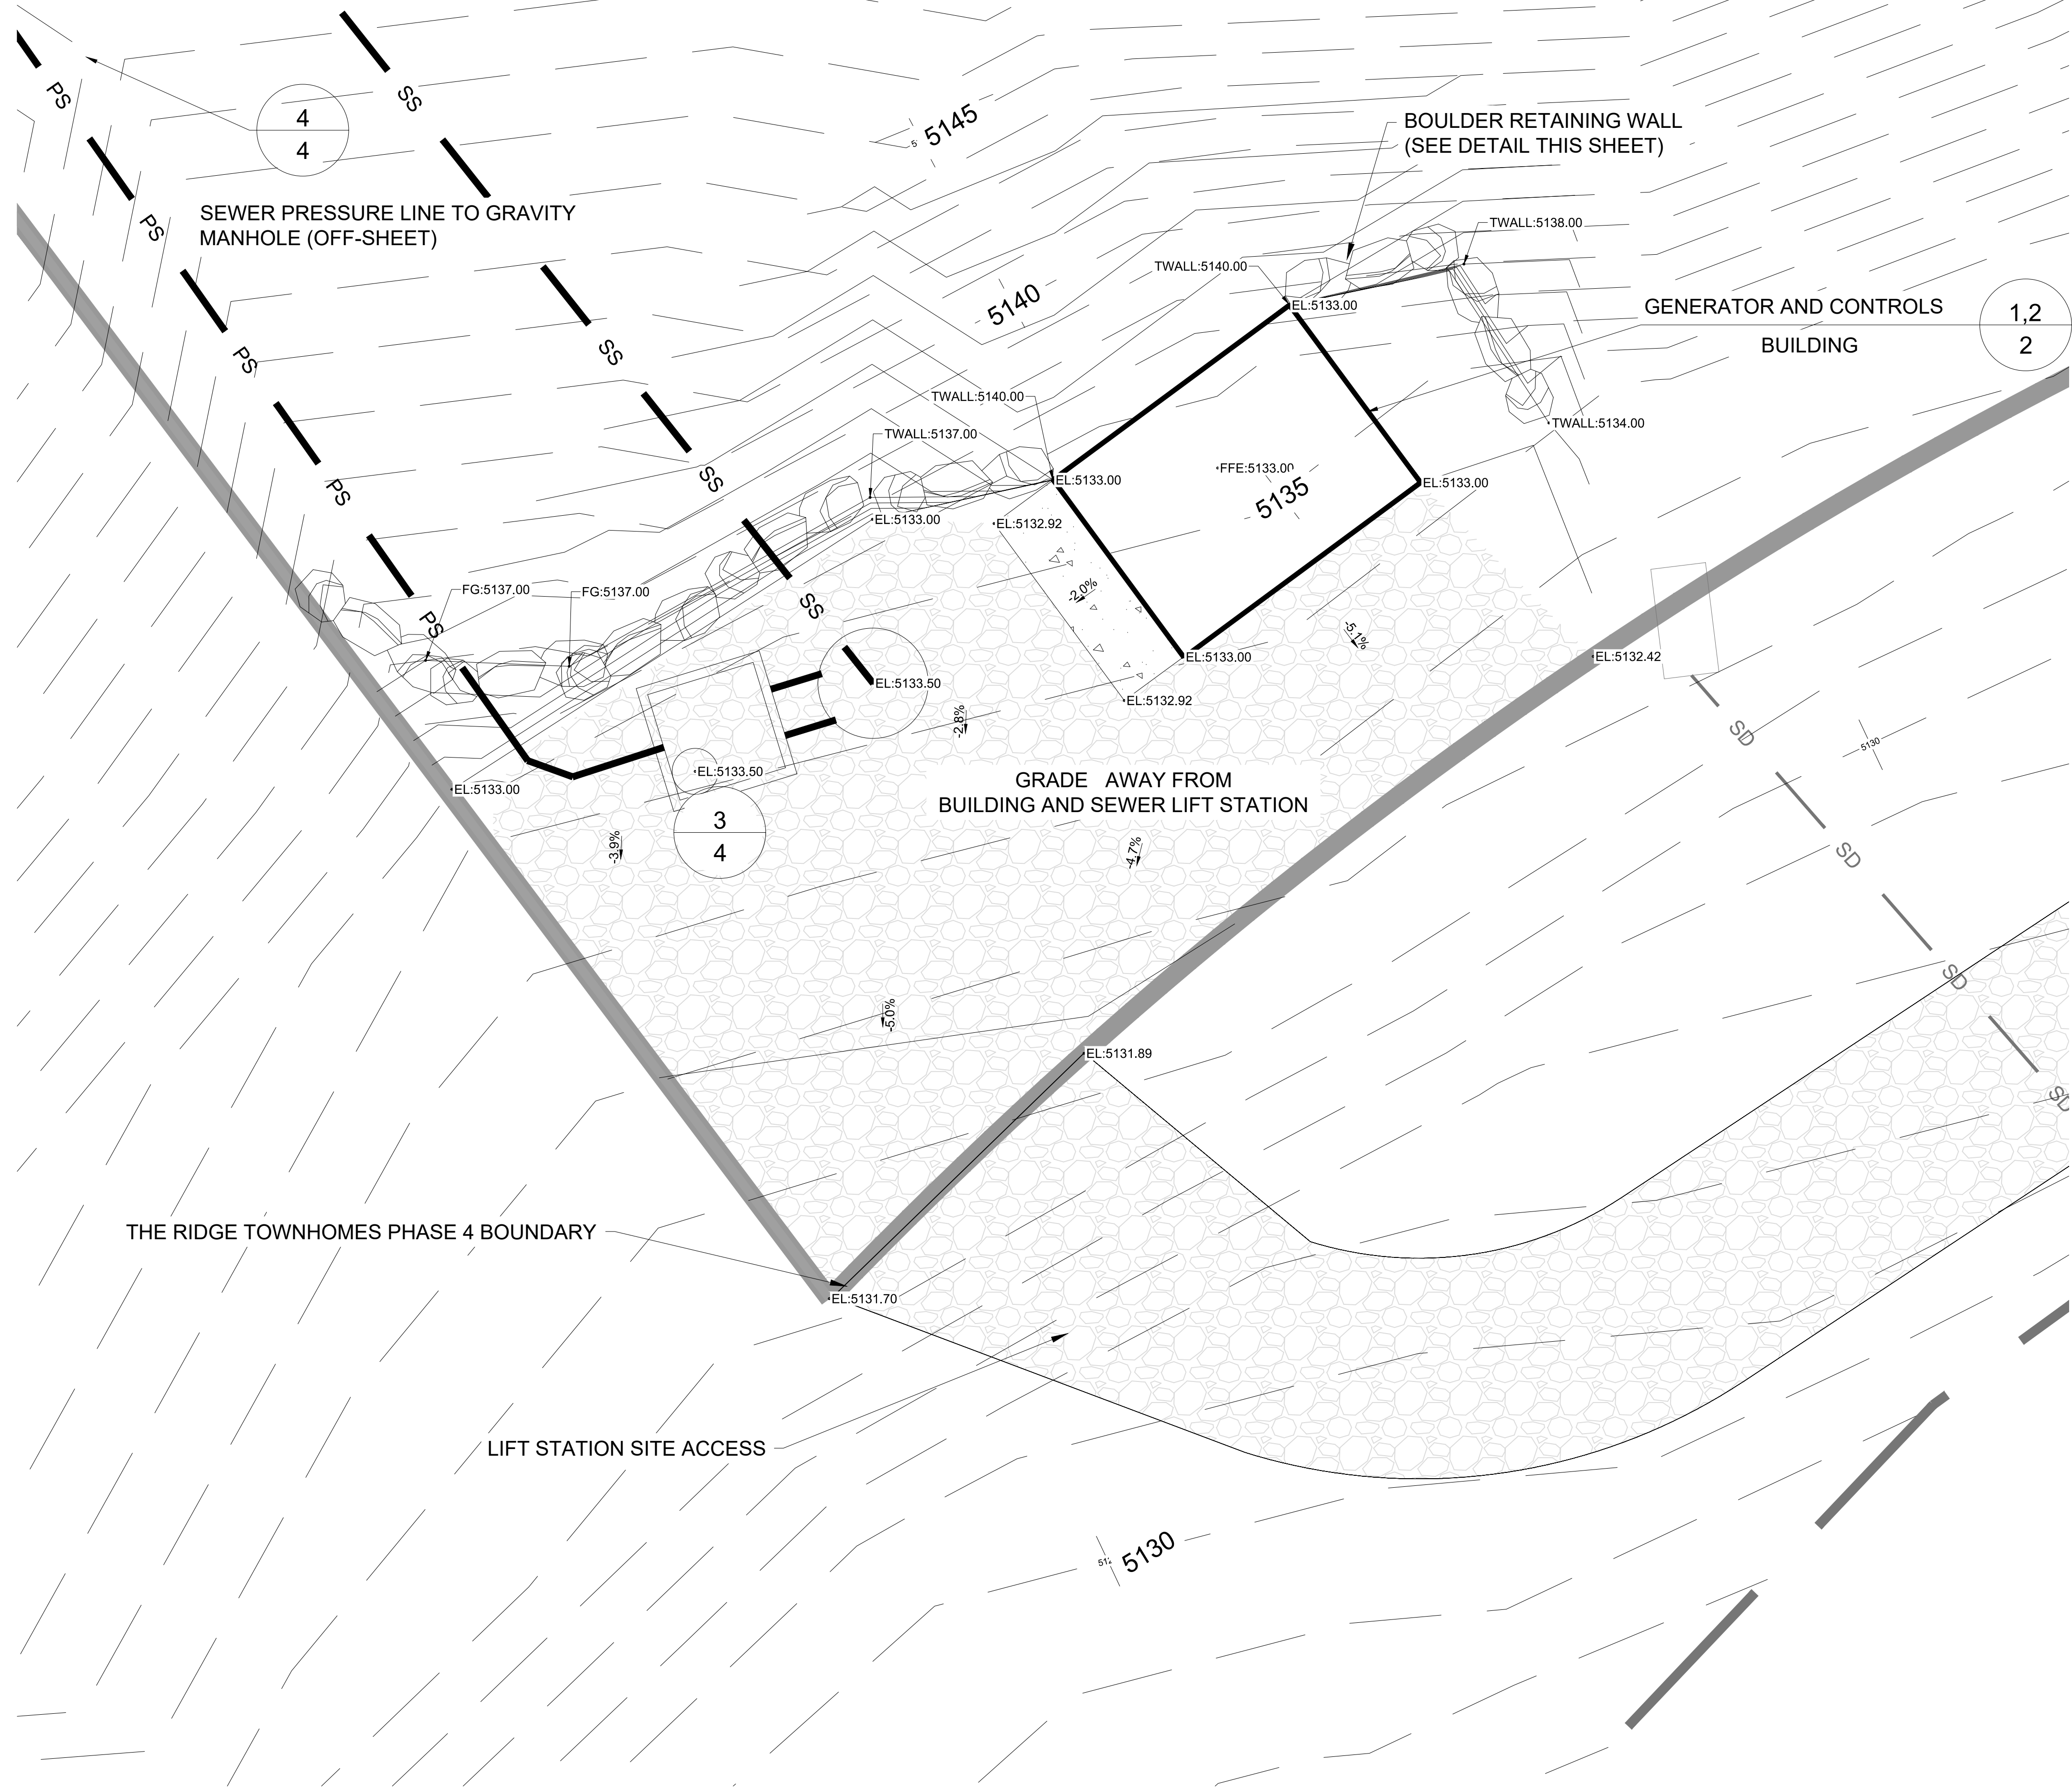 PS
SS
4
4
5145
BOULDER RETAINING WALL
(SEE DETAIL THIS SHEET)
PS
SEWER PRESSURE LINE TO GRAVITY
MANHOLE (OFF-SHEET)
TWALL:5138.00
TWALL:5140.00
5140
EL:5133.00
GENERATOR AND CONTROLS
BUILDING
1,2
2
PS
SS
TWALL:5140.00
TWALL:5137.00
TWALL:5134.00
PS
SS
EL:5133.00
FFE:5133.00
5135
EL:5133.00
EL:5133.00
EL:5132.92
FG:5137.00
FG:5137.00
SS
-2.0%
PS
-5.1%
EL:5133.00
EL:5132.42
EL:5133.50
EL:5132.92
-2.8%
SD
5130
EL:5133.50
EL:5133.00
GRADE AWAY FROM
BUILDING AND SEWER LIFT STATION
3
4
-3.9%
-4.7%
SD
SD
-5.0%
EL:5131.89
SD
THE RIDGE TOWNHOMES PHASE 4 BOUNDARY
EL:5131.70
LIFT STATION SITE ACCESS
5130